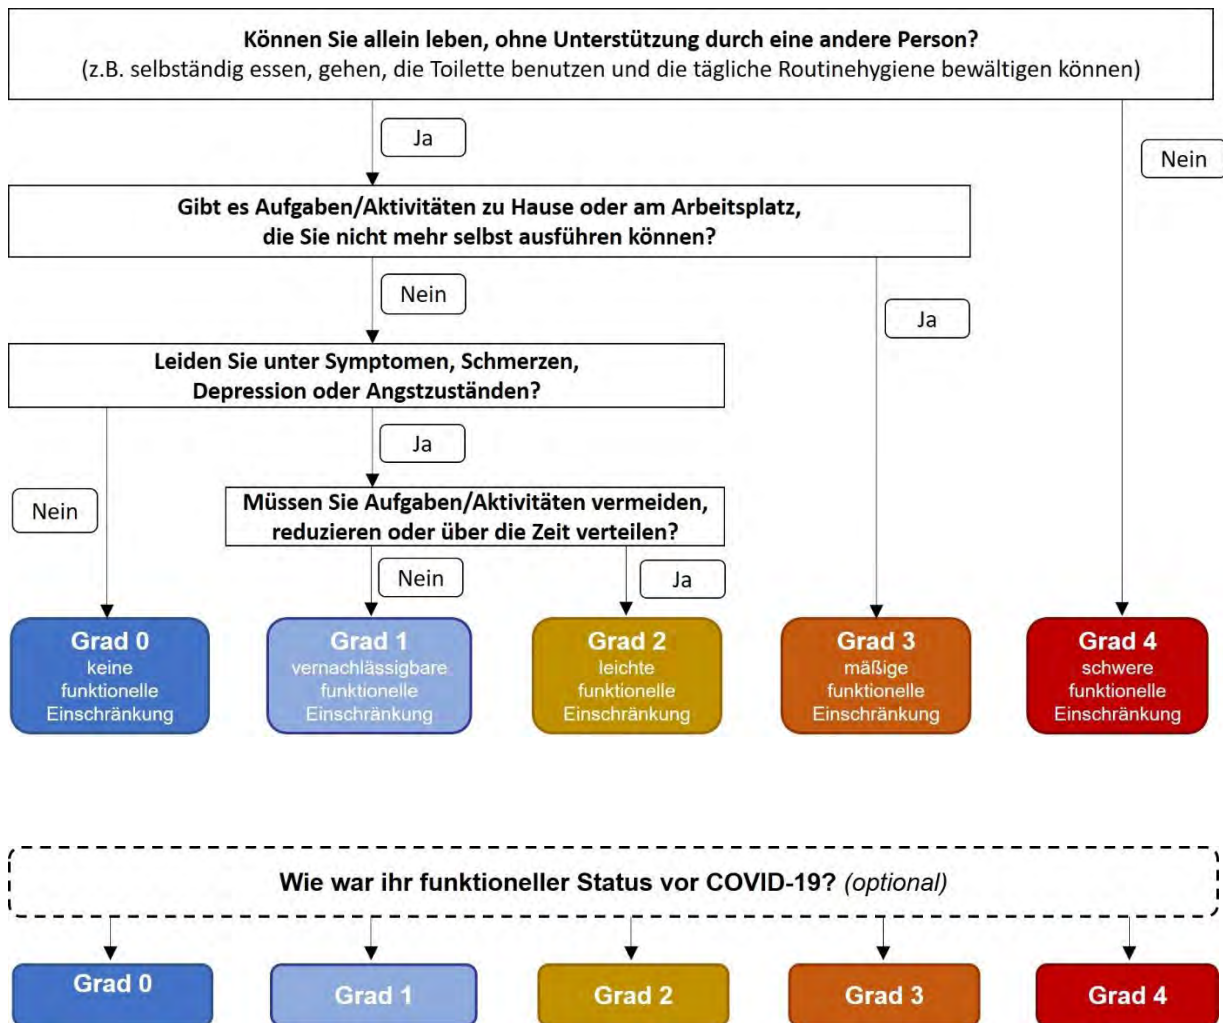 Können Sie allein leben, ohne Unterstützung durch eine andere Person?
(z.B. selbständig essen, gehen, die Toilette benutzen und die tägliche Routinehygiene bewältigen können)
Ja
Nein
Gibt es Aufgaben/Aktivitäten zu Hause oder am Arbeitsplatz,
die Sie nicht mehr selbst ausführen können?
Nein
Ja
Leiden Sie unter Symptomen, Schmerzen,
Depression oder Angstzuständen?
Ja
Nein
Müssen Sie Aufgaben/Aktivitäten vermeiden,
reduzieren oder über die Zeit verteilen?
Nein
Ja
Grad 0
keine
funktionelle
Einschränkung
Grad 1
vernachlässigbare
funktionelle
Einschränkung
Grad 2
leichte
funktionelle
Einschränkung
Grad 3
mäßige
funktionelle
Einschränkung
Grad 4
schwere
funktionelle
Einschränkung
Wie war ihr funktioneller Status vor COVID-19? (optional)
Grad 0
Grad 1
Grad 2
Grad 3
Grad 4